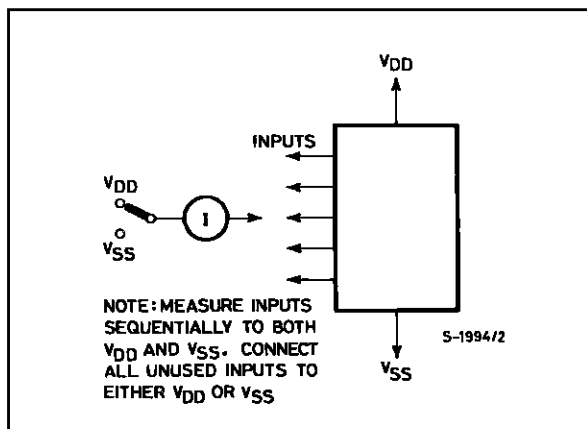 VDD
INPUTS
VDD
I
VSS
NOTE: MEASURE INPUTS
SEQUENTIALLY TO BOTH
VDD AND VSS. CONNECT
ALL UNUSED INPUTS TO
EITHER VDD OR VSS
S-1994/2
VSS